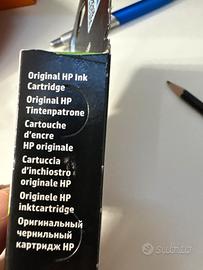 Original HP Ink
Cartridge
Original HP
Tintenpatrone
Cartouche
d'encre
HP originale
Cartuccia
d'inchiostro
originale HP
Originele HP
inktcartridge
Оригинальный
чернильный
картридж HP
Subito